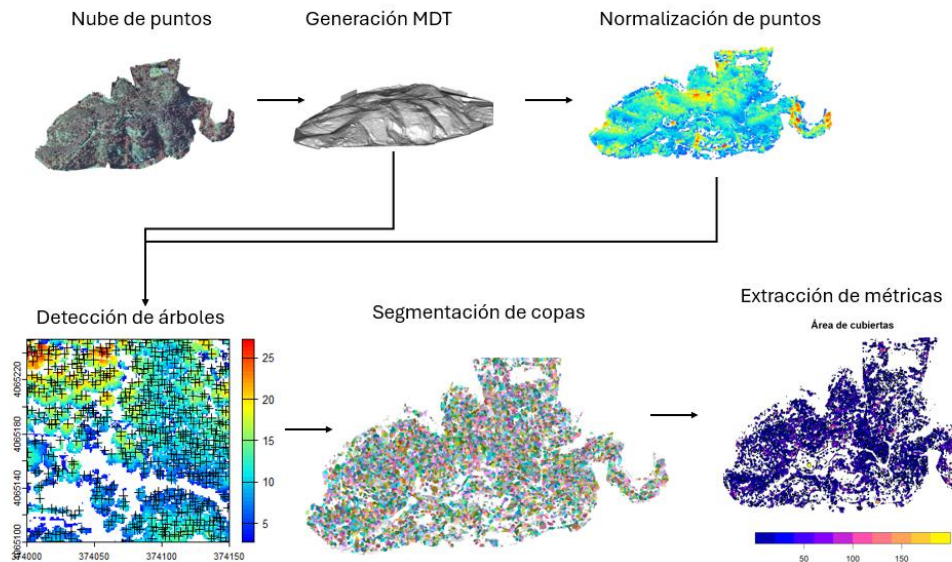 Nube de puntos
Generación MDT
Normalización de puntos
Detección de árboles
Segmentación de copas
Extracción de métricas
Área de cubiertas
4065220
4065180
4065140
4065100
374000
374050
374100
374150
25
20
15
10
5
50
100
150